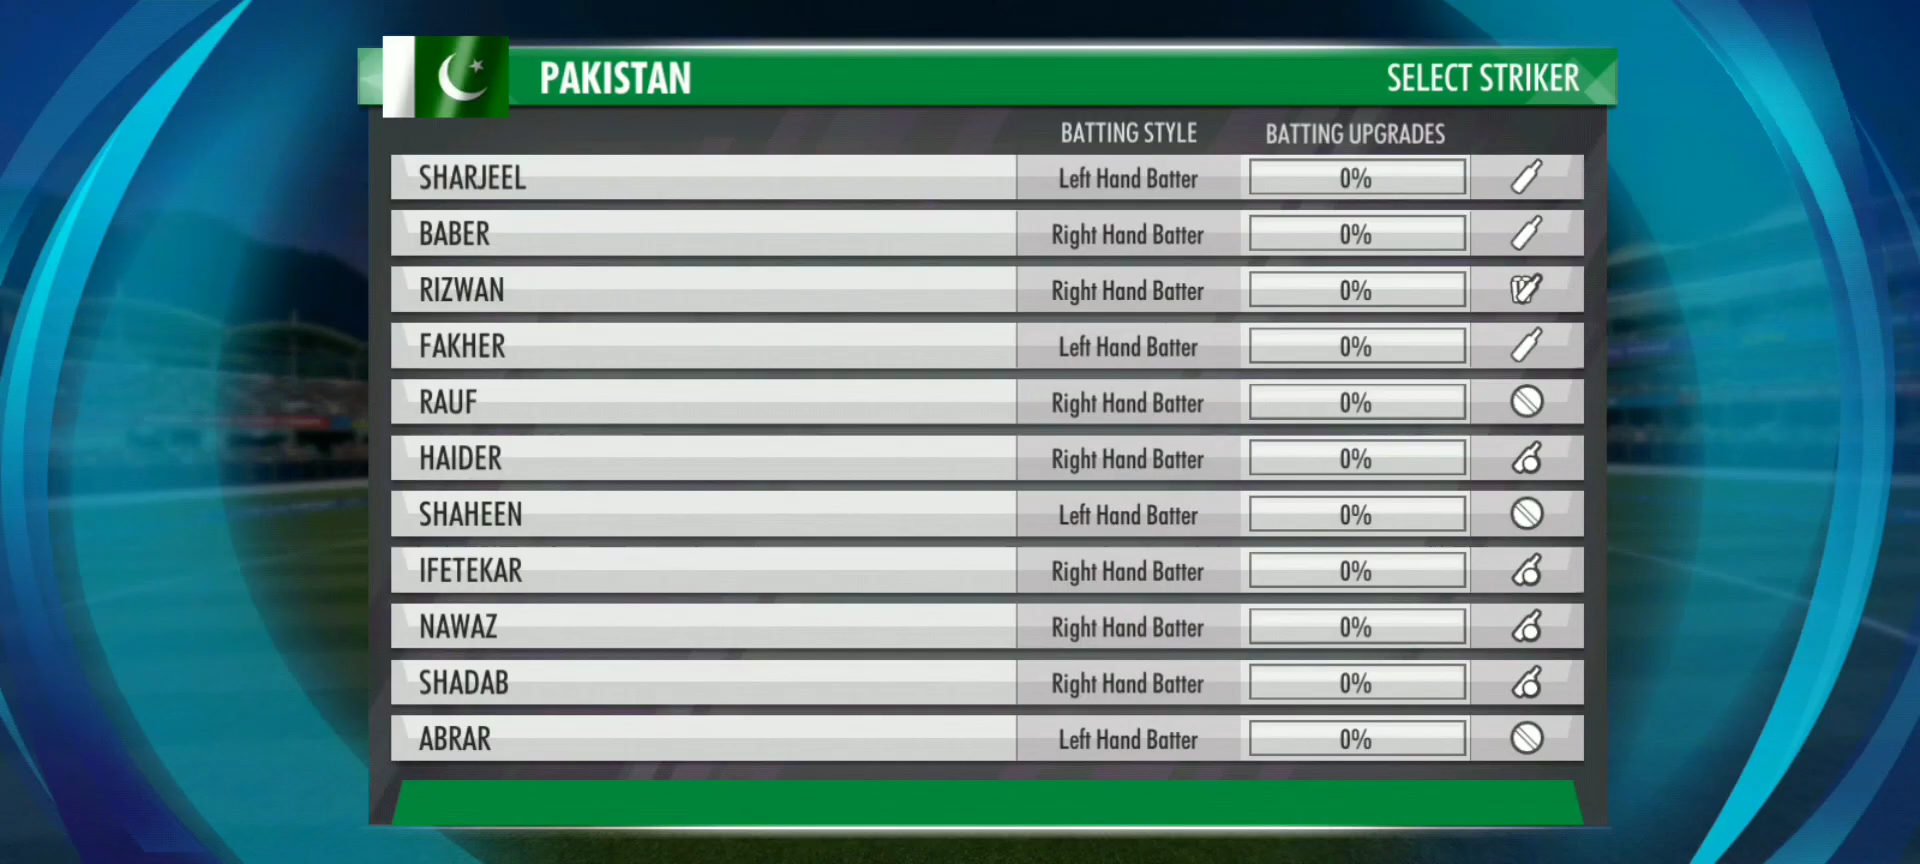 PAKISTAN SELECT STRIKER
BATTING STYLE BATTING UPGRADES
SHARJEEL Left Hand Batter 0%
BABER Right Hand Batter 0%
RIZWAN Right Hand Batter 0%
FAKHER Left Hand Batter 0%
RAUF Right Hand Batter 0%
HAIDER Right Hand Batter 0%
SHAHEEN Left Hand Batter 0%
IFETEKAR Right Hand Batter 0%
NAWAZ Right Hand Batter 0%
SHADAB Right Hand Batter 0%
ABRAR Left Hand Batter 0%